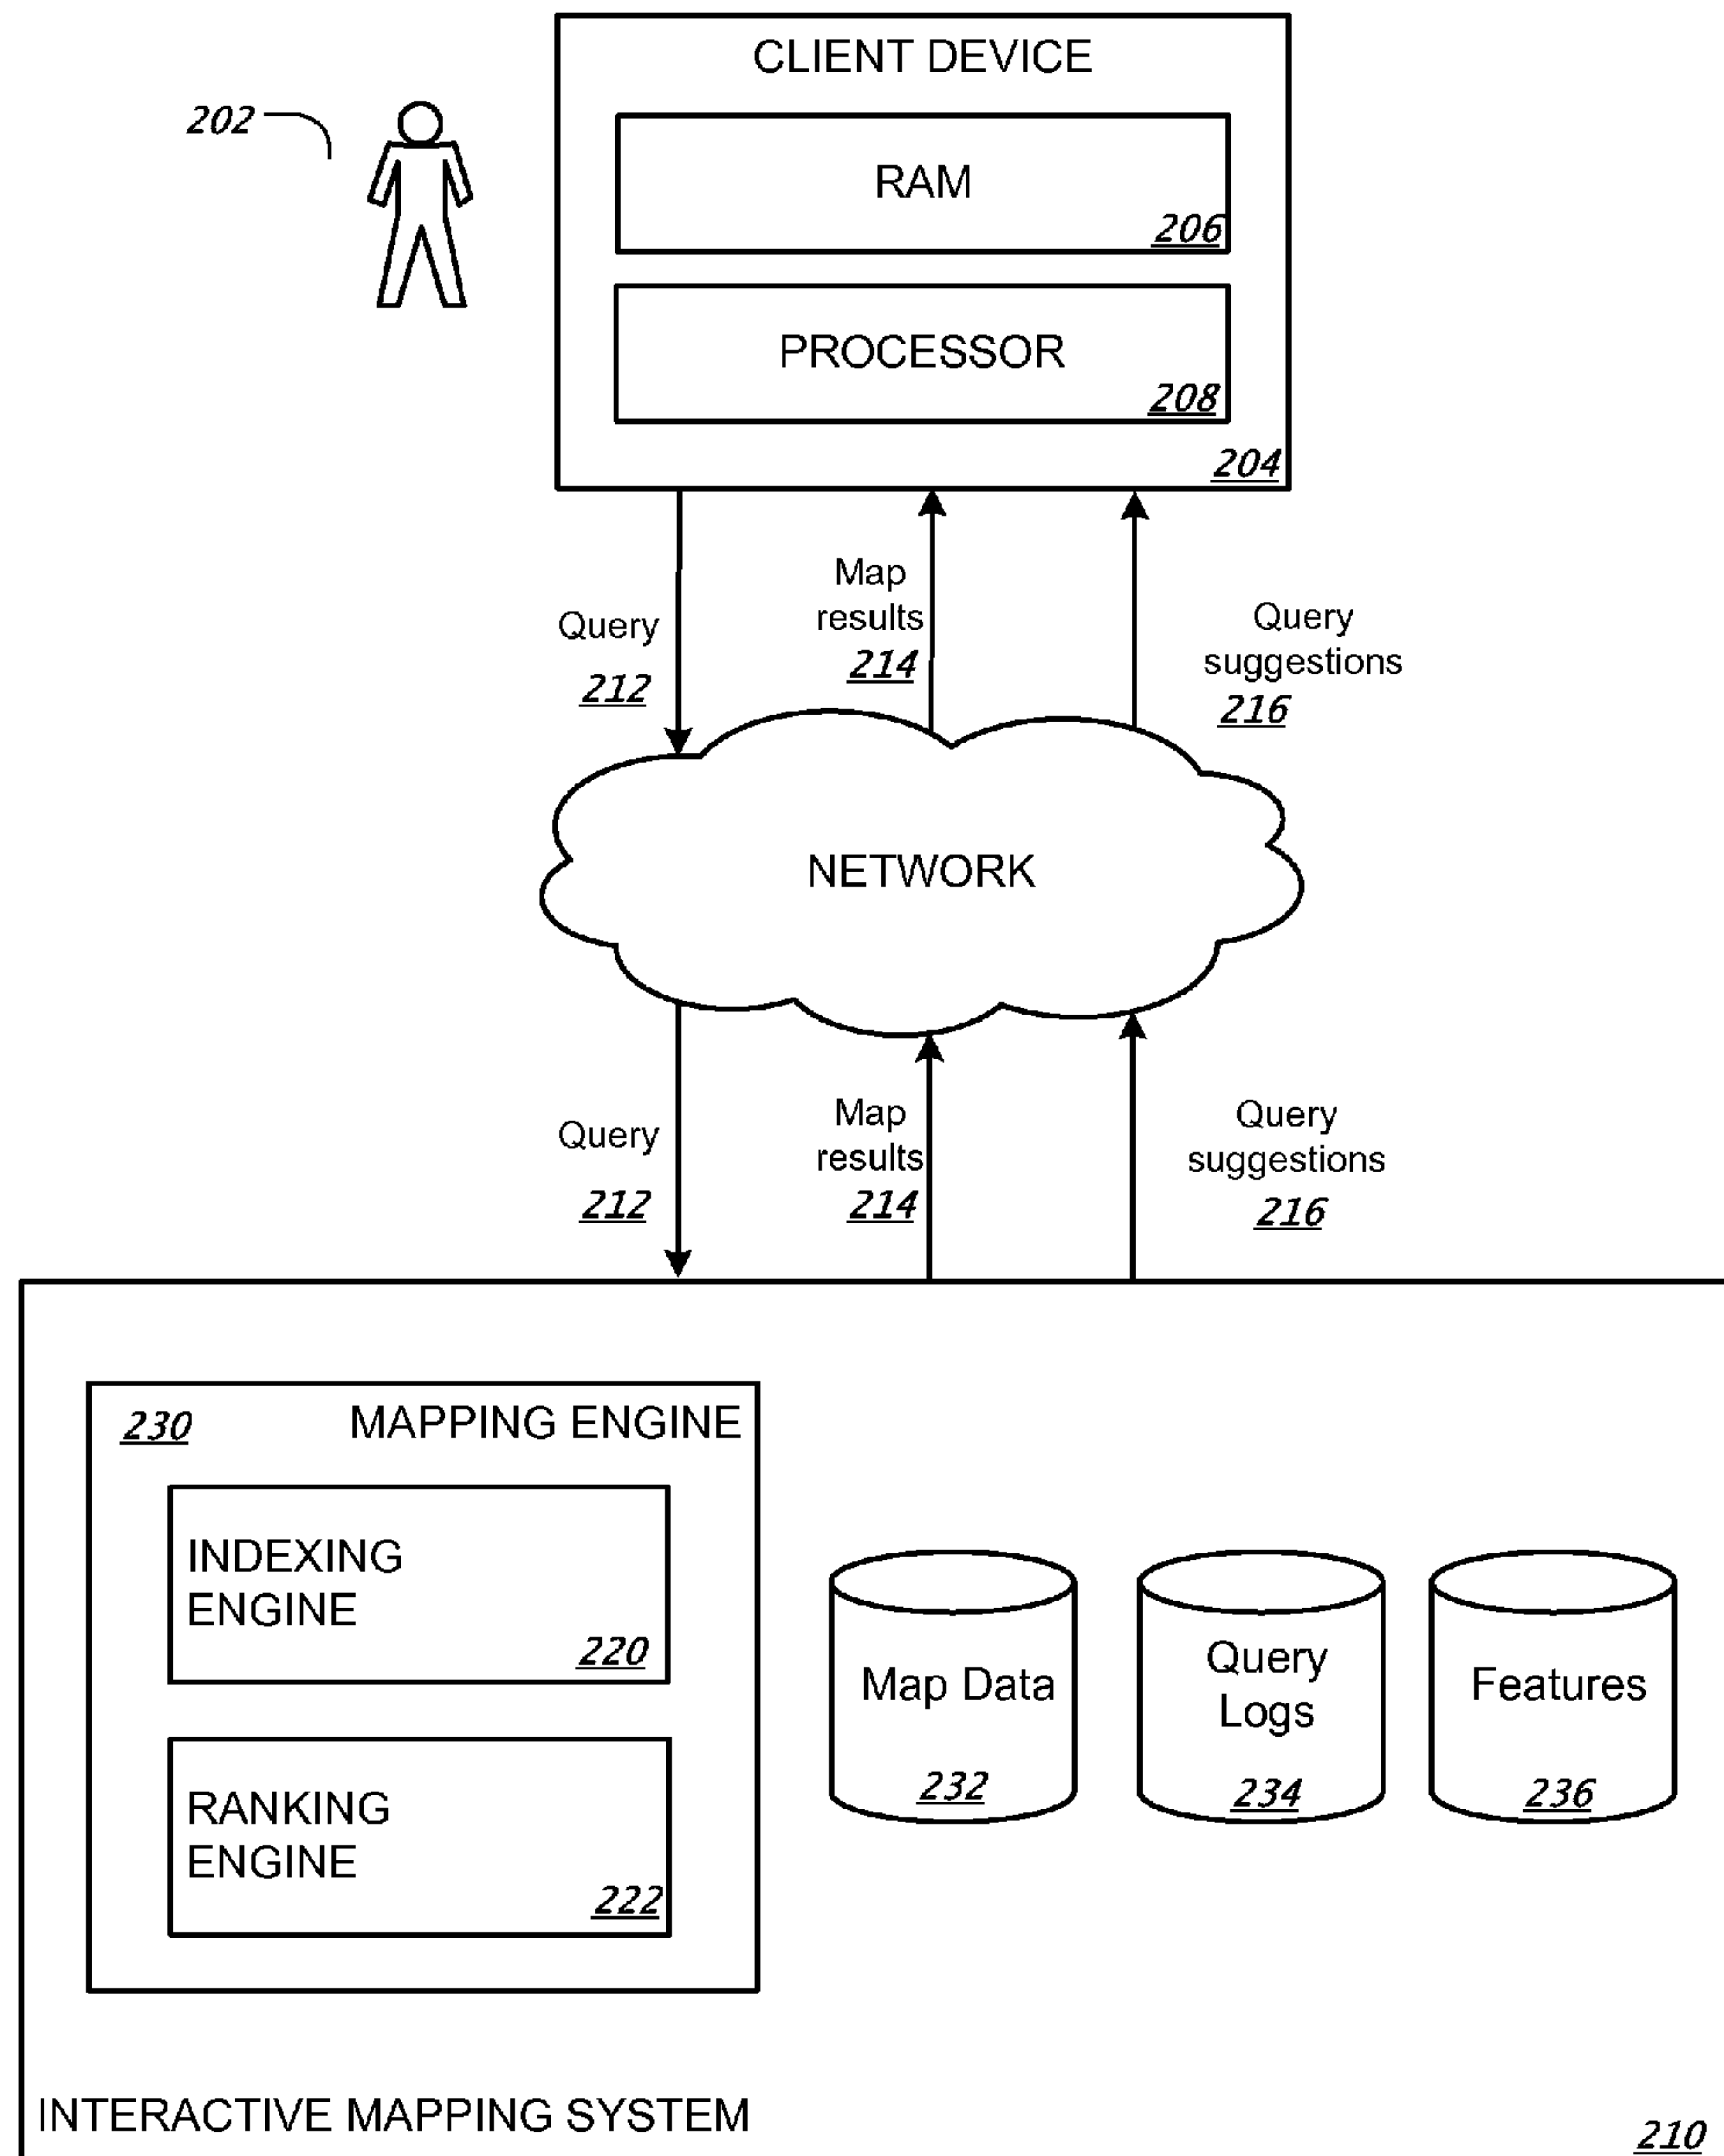 CLIENT DEVICE
202
RAM
206
PROCESSOR
208
204
Query
212
Map
results
214
Query
suggestions
216
NETWORK
Query
212
Map
results
214
Query
suggestions
216
230
MAPPING ENGINE
INDEXING
ENGINE
220
RANKING
ENGINE
222
Map Data
232
Query
Logs
234
Features
236
INTERACTIVE MAPPING SYSTEM
210